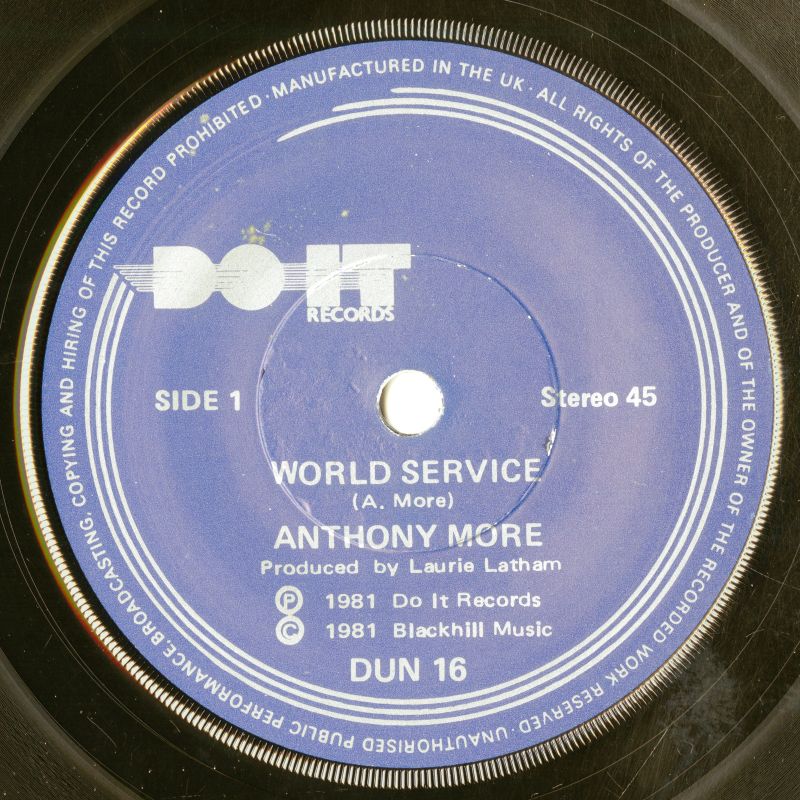 MANUFACTURED IN THE UK · ALL RIGHTS OF THE PRODUCER AND OF THE OWNER OF THE RECORDED WORK RESERVED · UNAUTHORISED PUBLIC PERFORMANCE, BROADCASTING, COPYING AND HIRING OF THIS RECORD PROHIBITED ·
DO IT
RECORDS
SIDE 1
Stereo 45
WORLD SERVICE
(A. More)
ANTHONY MORE
Produced by Laurie Latham
Ⓟ 1981 Do It Records
© 1981 Blackhill Music
DUN 16